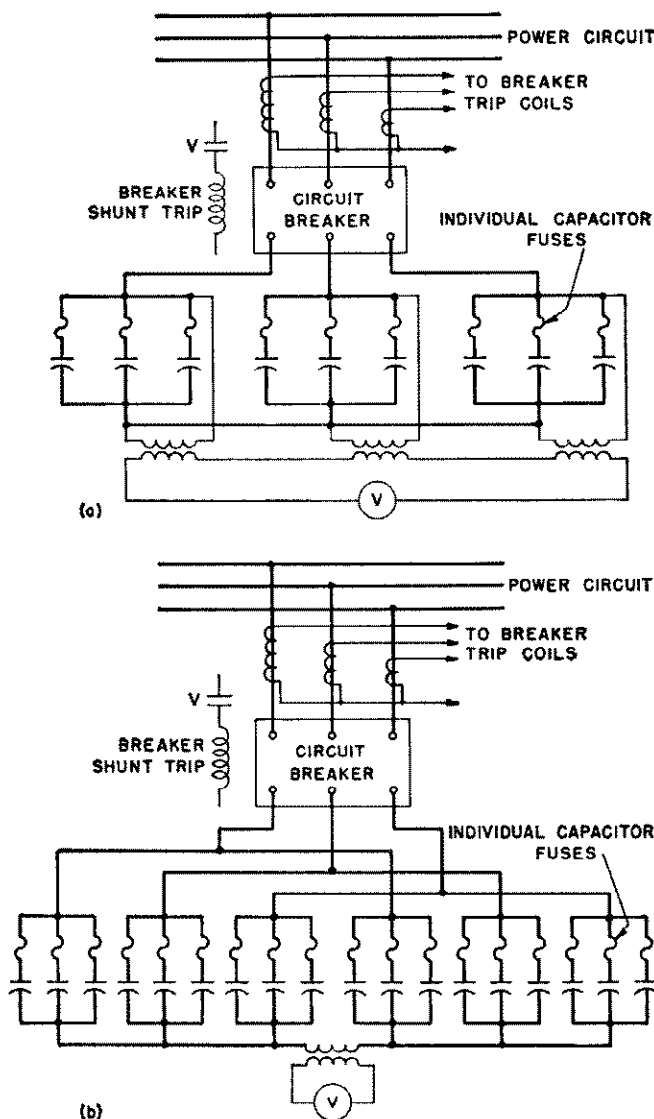 POWER CIRCUIT
TO BREAKER
TRIP COILS
V
BREAKER
SHUNT TRIP
CIRCUIT
BREAKER
INDIVIDUAL CAPACITOR
FUSES
V
(a)
POWER CIRCUIT
TO BREAKER
TRIP COILS
V
BREAKER
SHUNT TRIP
CIRCUIT
BREAKER
INDIVIDUAL CAPACITOR
FUSES
V
(b)